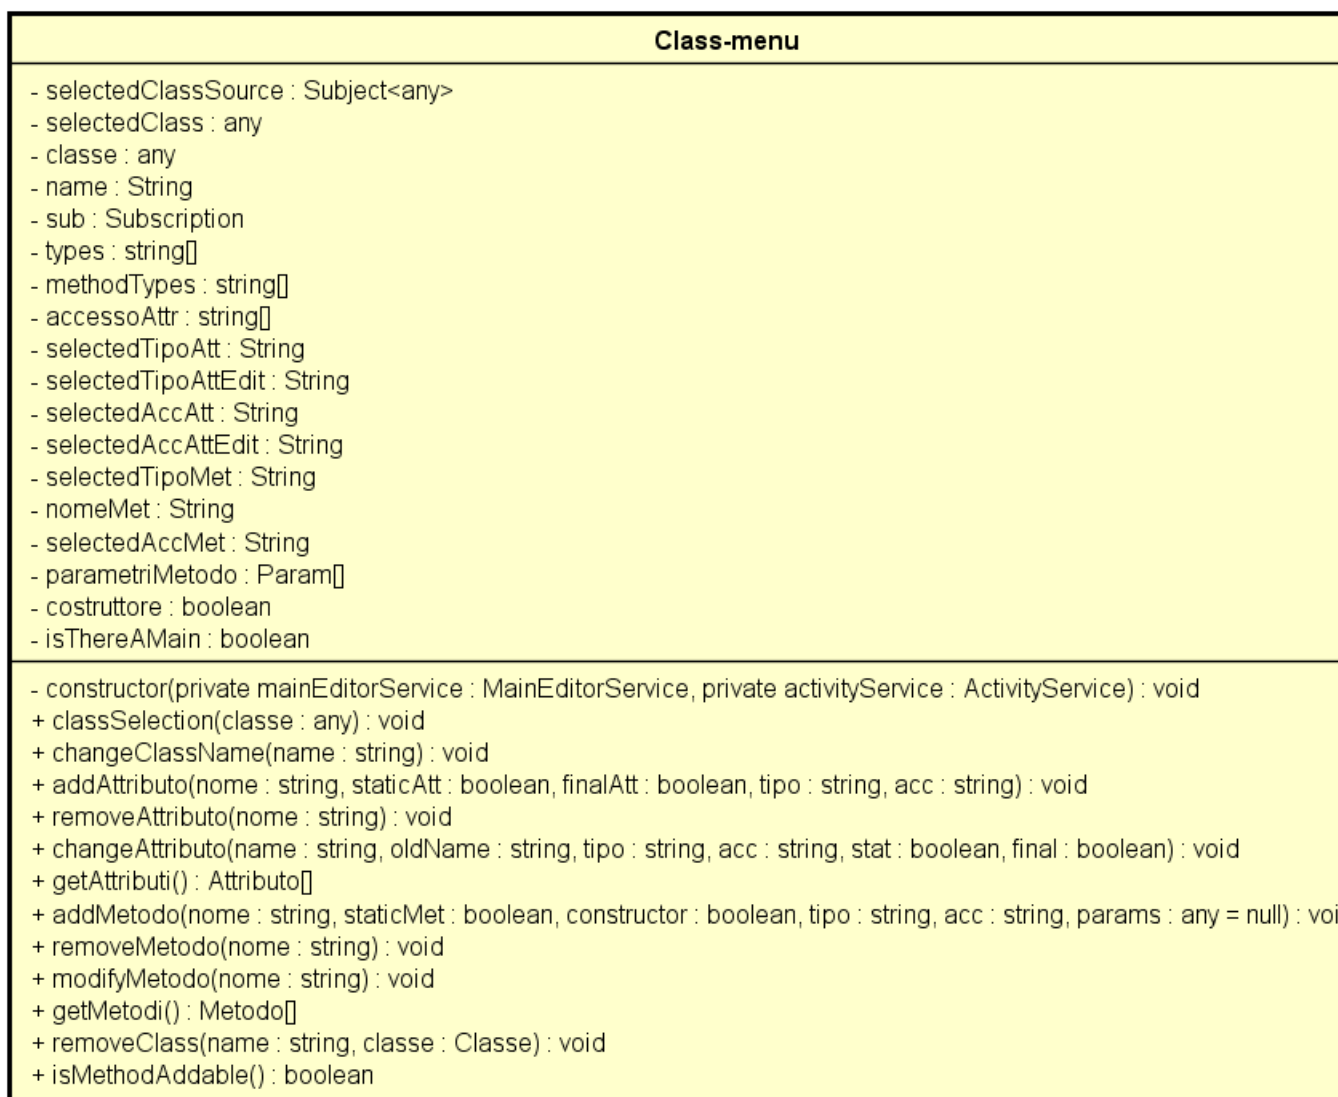 Class-menu
- selectedClassSource : Subject<any>
- selectedClass : any
- classe : any
- name : String
- sub : Subscription
- types : string[]
- methodTypes : string[]
- accessoAttr : string[]
- selectedTipoAtt : String
- selectedTipoAttEdit : String
- selectedAccAtt : String
- selectedAccAttEdit : String
- selectedTipoMet : String
- nomeMet : String
- selectedAccMet : String
- parametriMetodo : Param[]
- costruttore : boolean
- isThereAMain : boolean
- constructor(private mainEditorService : MainEditorService, private activityService : ActivityService) : void
+ classSelection(classe : any) : void
+ changeClassName(name : string) : void
+ addAttributo(nome : string, staticAtt : boolean, finalAtt : boolean, tipo : string, acc : string) : void
+ removeAttributo(nome : string) : void
+ changeAttributo(name : string, oldName : string, tipo : string, acc : string, stat : boolean, final : boolean) : void
+ getAttributi() : Attributo[]
+ addMetodo(nome : string, staticMet : boolean, constructor : boolean, tipo : string, acc : string, params : any = null) : voi
+ removeMetodo(nome : string) : void
+ modifyMetodo(nome : string) : void
+ getMetodi() : Metodo[]
+ removeClass(name : string, classe : Classe) : void
+ isMethodAddable() : boolean